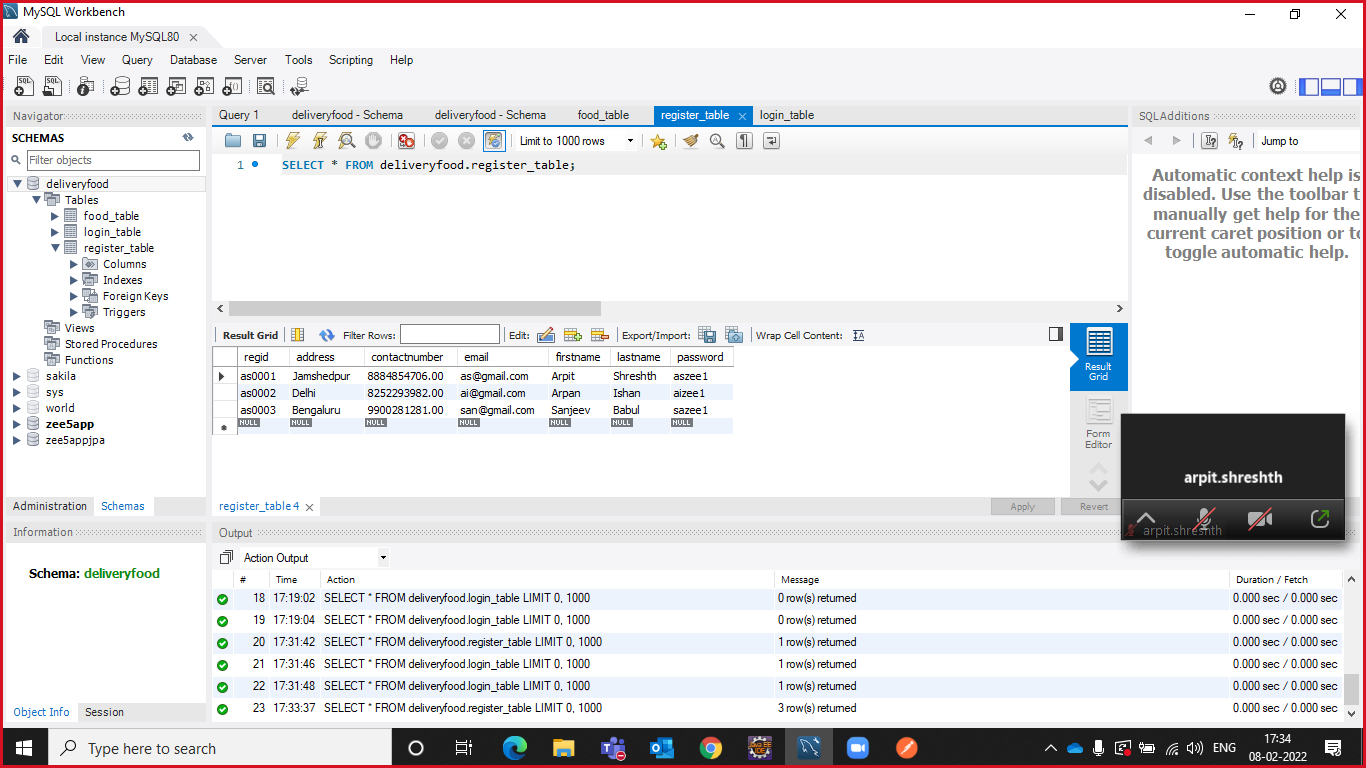 MySQL Workbench
Local instance MySQL80
File Edit View Query Database Server Tools Scripting Help
Navigator
SCHEMAS
Filter objects
deliveryfood
Tables
food_table
login_table
register_table
Columns
Indexes
Foreign Keys
Triggers
Views
Stored Procedures
Functions
sakila
sys
world
zee5app
zee5appjpa
Administration Schemas
Information
Schema: deliveryfood
Object Info Session
Query 1 deliveryfood - Schema deliveryfood - Schema food_table register_table login_table
Limit to 1000 rows
1 SELECT * FROM deliveryfood.register_table;
Result Grid Filter Rows: Edit: Export/Import: Wrap Cell Content:
regid address contactnumber email firstname lastname password
as0001 Jamshedpur 8884854706.00 as@gmail.com Arpit Shreshth aszee1
as0002 Delhi 8252293982.00 ai@gmail.com Arpan Ishan aizee1
as0003 Bengaluru 9900281281.00 san@gmail.com Sanjeev Babul sazee1
NULL NULL NULL NULL NULL NULL NULL
Result
Grid
Form
Editor
register_table 4
Apply Revert
SQLAdditions
Jump to
Automatic context help is
disabled. Use the toolbar t
manually get help for the
current caret position or to
toggle automatic help.
arpit.shreshth
arpit.shreshth
Output
Action Output
# Time Action Message Duration / Fetch
18 17:19:02 SELECT * FROM deliveryfood.login_table LIMIT 0, 1000 0 row(s) returned 0.000 sec / 0.000 sec
19 17:19:04 SELECT * FROM deliveryfood.login_table LIMIT 0, 1000 0 row(s) returned 0.000 sec / 0.000 sec
20 17:31:42 SELECT * FROM deliveryfood.register_table LIMIT 0, 1000 1 row(s) returned 0.000 sec / 0.000 sec
21 17:31:46 SELECT * FROM deliveryfood.login_table LIMIT 0, 1000 1 row(s) returned 0.000 sec / 0.000 sec
22 17:31:48 SELECT * FROM deliveryfood.login_table LIMIT 0, 1000 1 row(s) returned 0.000 sec / 0.000 sec
23 17:33:37 SELECT * FROM deliveryfood.register_table LIMIT 0, 1000 3 row(s) returned 0.000 sec / 0.000 sec
Type here to search
ENG
17:34
08-02-2022